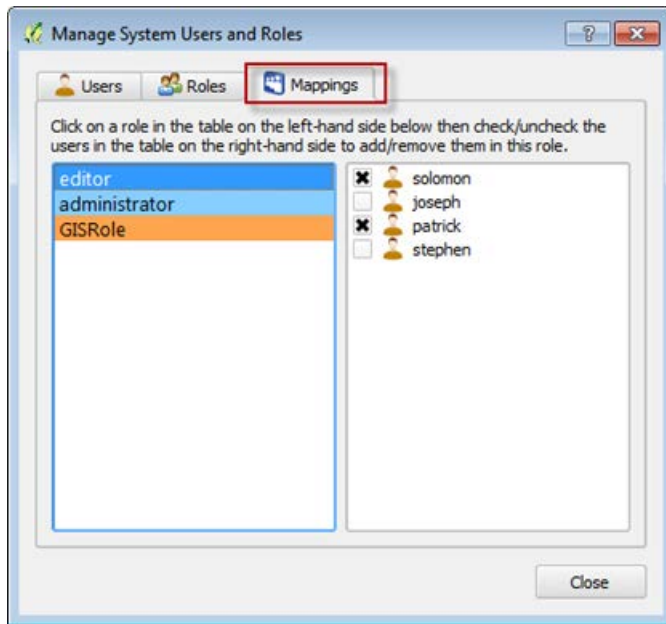 Manage System Users and Roles
Users Roles Mappings
Click on a role in the table on the left-hand side below then check/uncheck the
users in the table on the right-hand side to add/remove them in this role.
editor
administrator
GISRole
solomon
joseph
patrick
stephen
Close